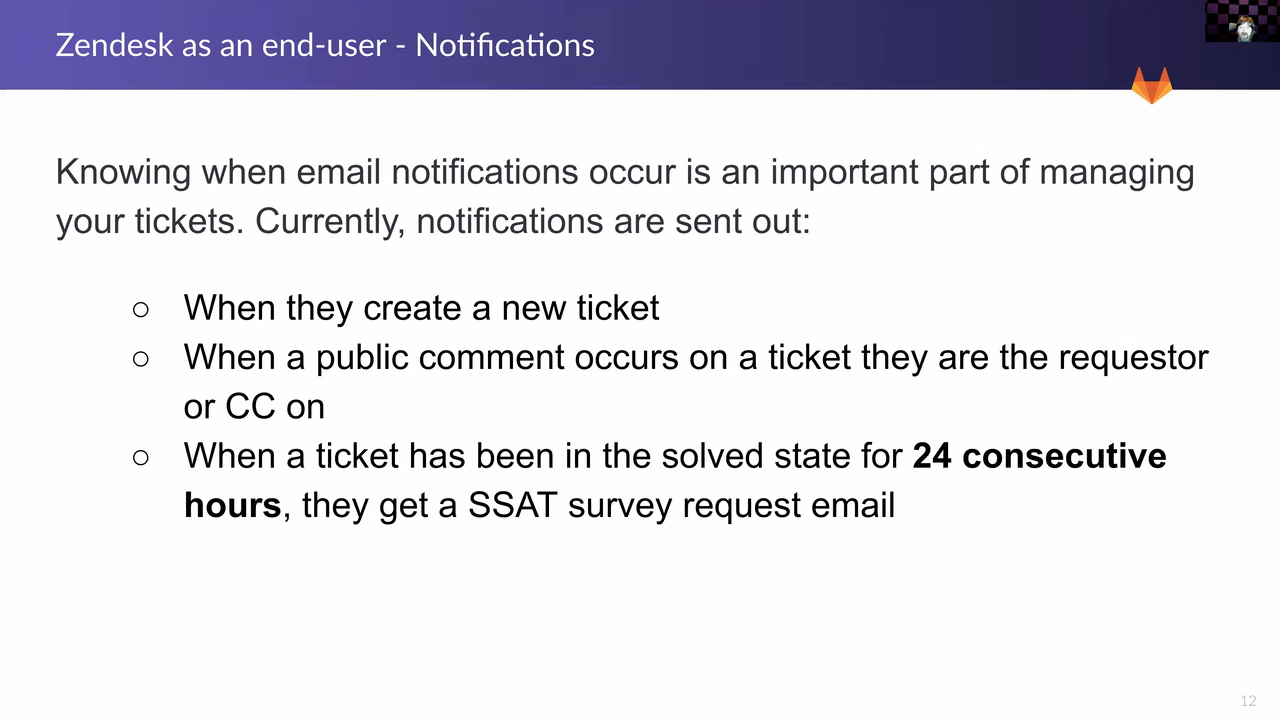 Zendesk as an end-user - Notifications
Knowing when email notifications occur is an important part of managing
your tickets. Currently, notifications are sent out:
○ When they create a new ticket
○ When a public comment occurs on a ticket they are the requestor
or CC on
○ When a ticket has been in the solved state for 24 consecutive
hours, they get a SSAT survey request email
12